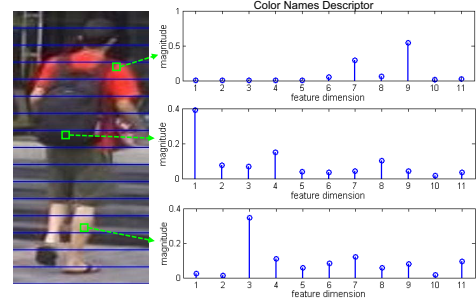 Color Names Descriptor
1
0.5
0
magnitude
1 2 3 4 5 6 7 8 9 10 11
feature dimension
0.4
0.2
0
magnitude
1 2 3 4 5 6 7 8 9 10 11
feature dimension
0.4
0.2
0
magnitude
1 2 3 4 5 6 7 8 9 10 11
feature dimension